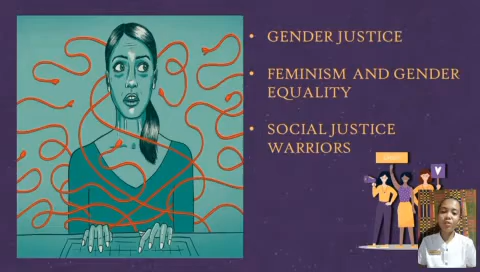 • GENDER JUSTICE
• FEMINISM AND GENDER
EQUALITY
• SOCIAL JUSTICE
WARRIORS